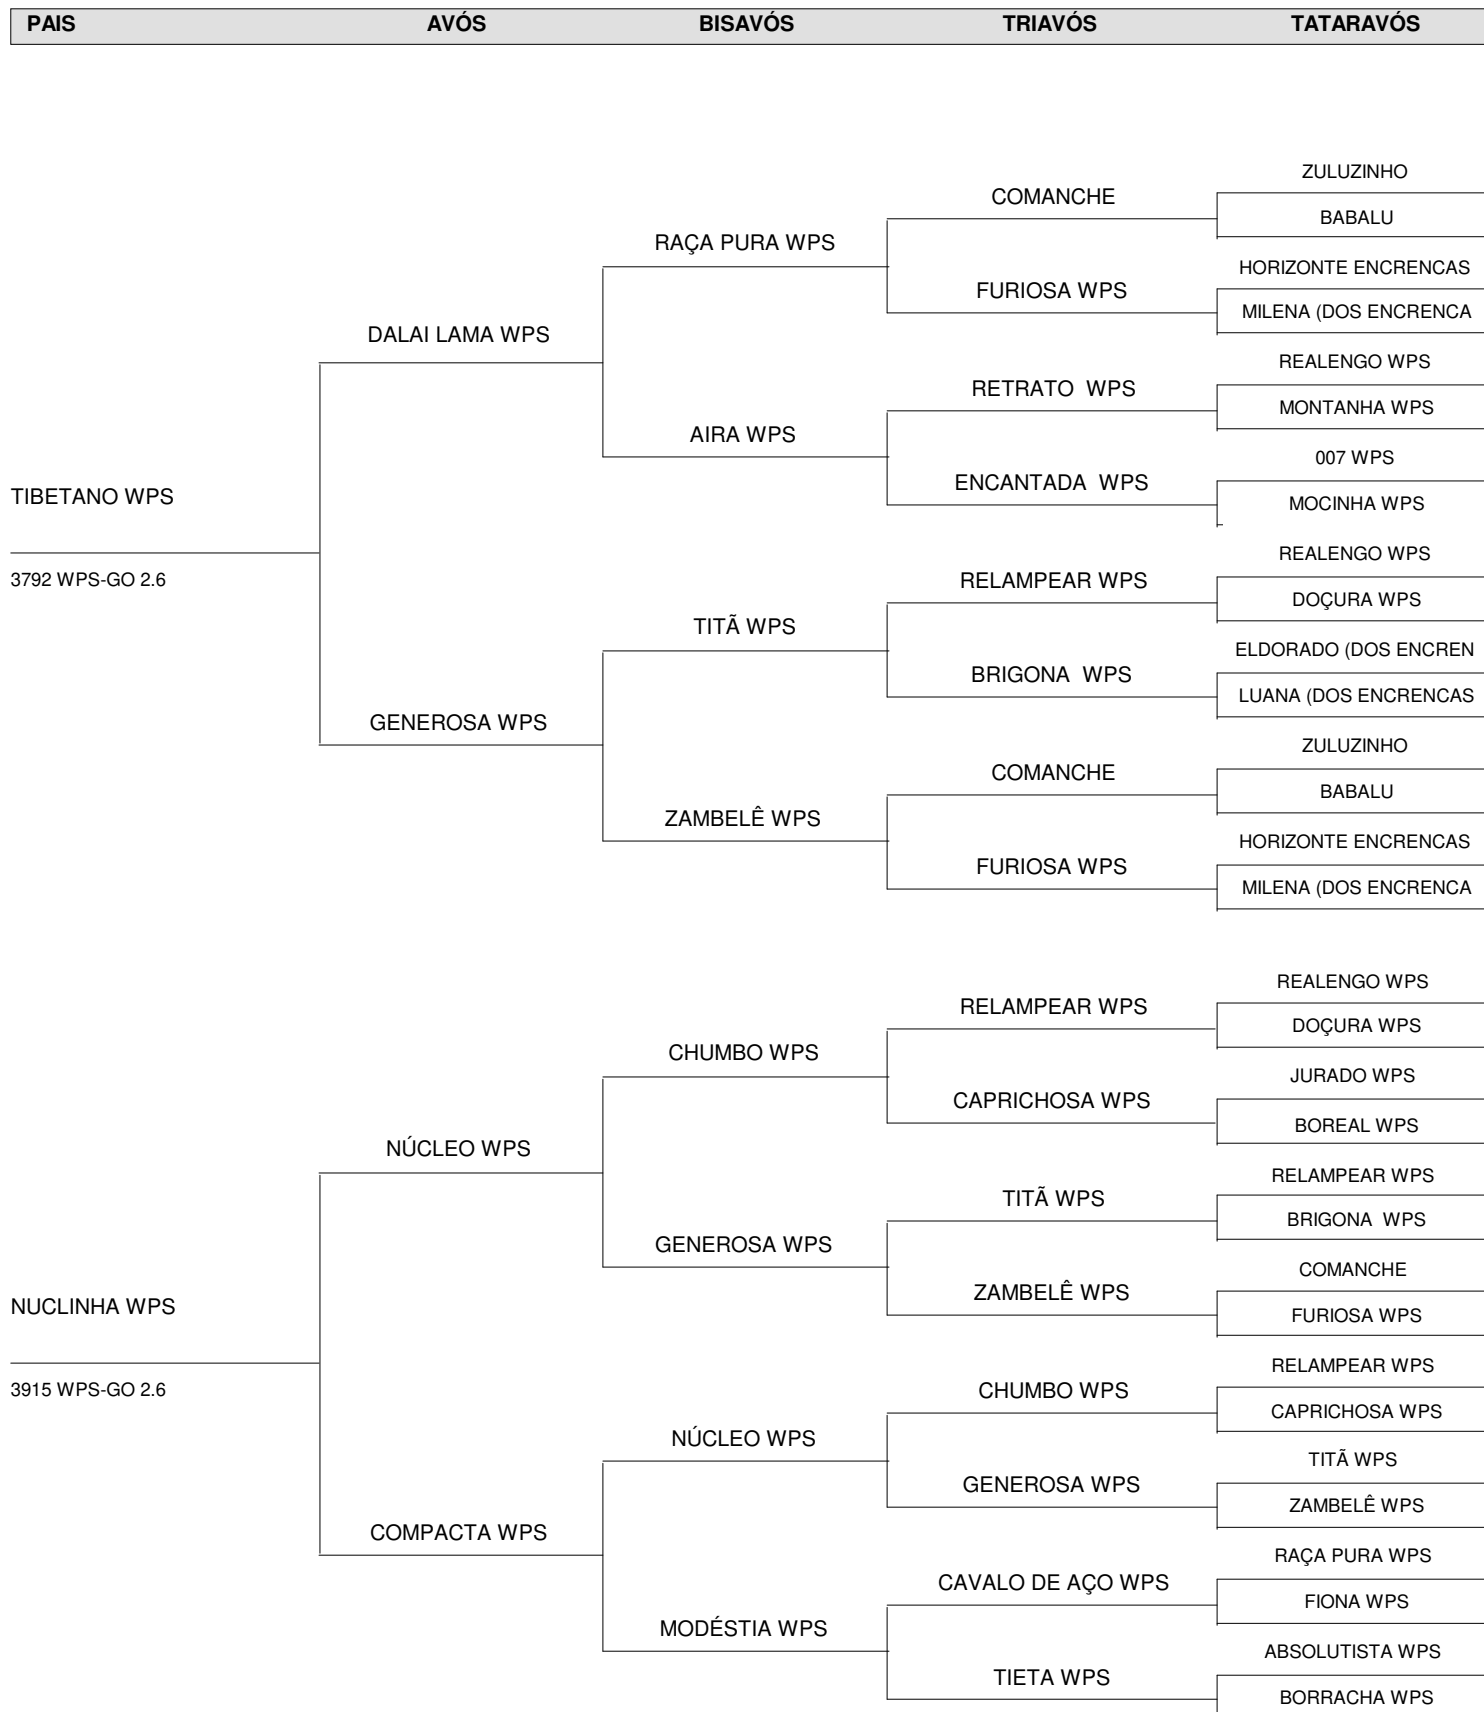 PAIS AVÓS BISAVÓS TRIAVÓS TATARAVÓS
ZULUZINHO
COMANCHE
BABALU
RAÇA PURA WPS
HORIZONTE ENCRENCAS
FURIOSA WPS
MILENA (DOS ENCRENCA
DALAI LAMA WPS
REALENGO WPS
RETRATO  WPS
MONTANHA WPS
AIRA WPS
007 WPS
ENCANTADA  WPS
MOCINHA WPS
TIBETANO WPS
REALENGO WPS
3792 WPS-GO 2.6
RELAMPEAR WPS
DOÇURA WPS
TITÃ WPS
ELDORADO (DOS ENCREN
BRIGONA  WPS
LUANA (DOS ENCRENCAS
GENEROSA WPS
ZULUZINHO
COMANCHE
BABALU
ZAMBELÊ WPS
HORIZONTE ENCRENCAS
FURIOSA WPS
MILENA (DOS ENCRENCA
REALENGO WPS
RELAMPEAR WPS
DOÇURA WPS
CHUMBO WPS
JURADO WPS
CAPRICHOSA WPS
BOREAL WPS
NÚCLEO WPS
RELAMPEAR WPS
TITÃ WPS
BRIGONA  WPS
GENEROSA WPS
COMANCHE
ZAMBELÊ WPS
FURIOSA WPS
NUCLINHA WPS
RELAMPEAR WPS
3915 WPS-GO 2.6
CHUMBO WPS
CAPRICHOSA WPS
NÚCLEO WPS
TITÃ WPS
GENEROSA WPS
ZAMBELÊ WPS
COMPACTA WPS
RAÇA PURA WPS
CAVALO DE AÇO WPS
FIONA WPS
MODÉSTIA WPS
ABSOLUTISTA WPS
TIETA WPS
BORRACHA WPS